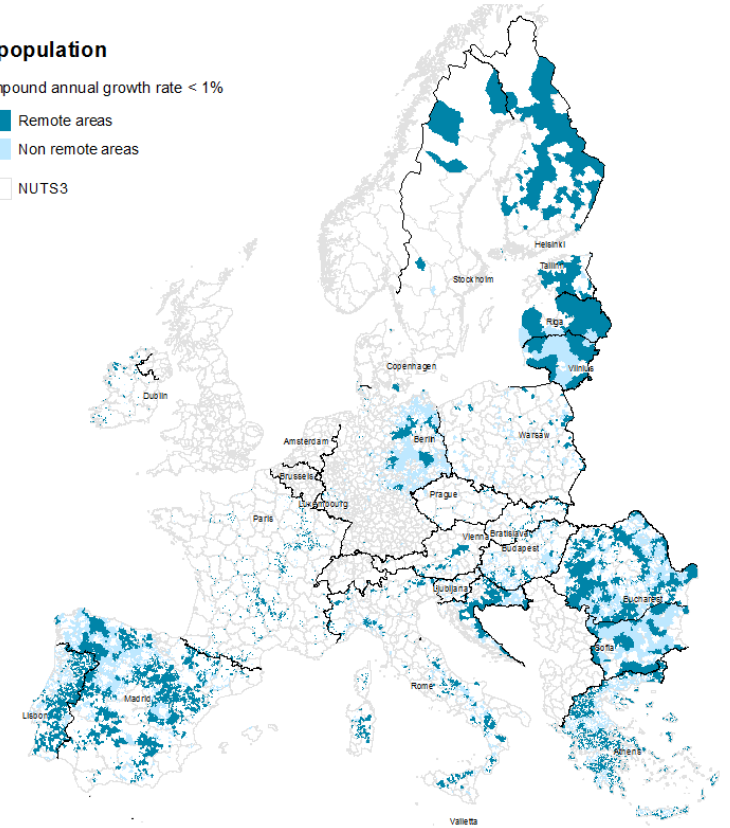 population
npound annual growth rate < 1%
Remote areas
Non remote areas
NUTS3
Helsinki
Tallinn
Stockholm
Riga
Copenhagen
Vilnius
Dublin
Amsterdam
Berlin
Warsaw
Brussels
Prague
Luxembourg
Paris
Vienna
Bratislava
Budapest
Ljubljana
Bucharest
Sofia
Rome
Madrid
Lisbon
Athens
Valletta